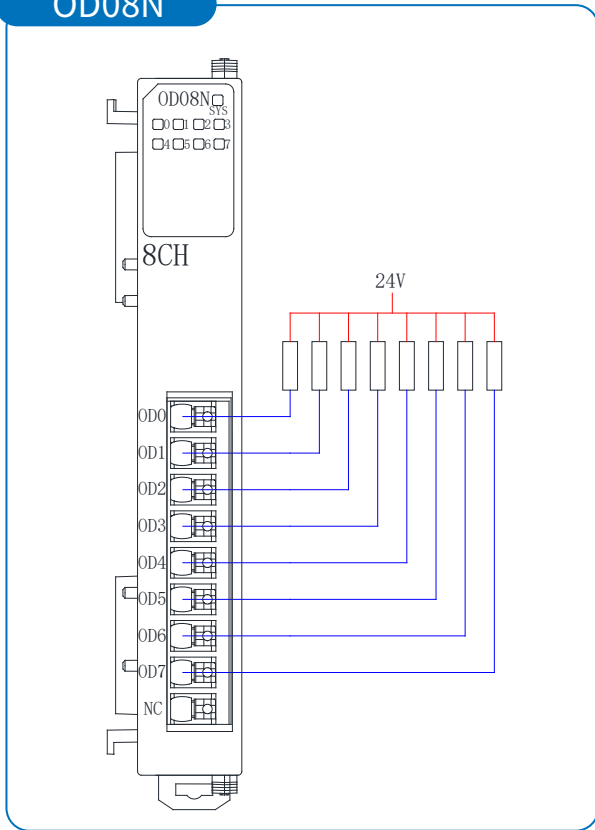 OD08N
OD08N
SYS
0 1 2 3
4 5 6 7
8CH
24V
OD0
OD1
OD2
OD3
OD4
OD5
OD6
OD7
NC